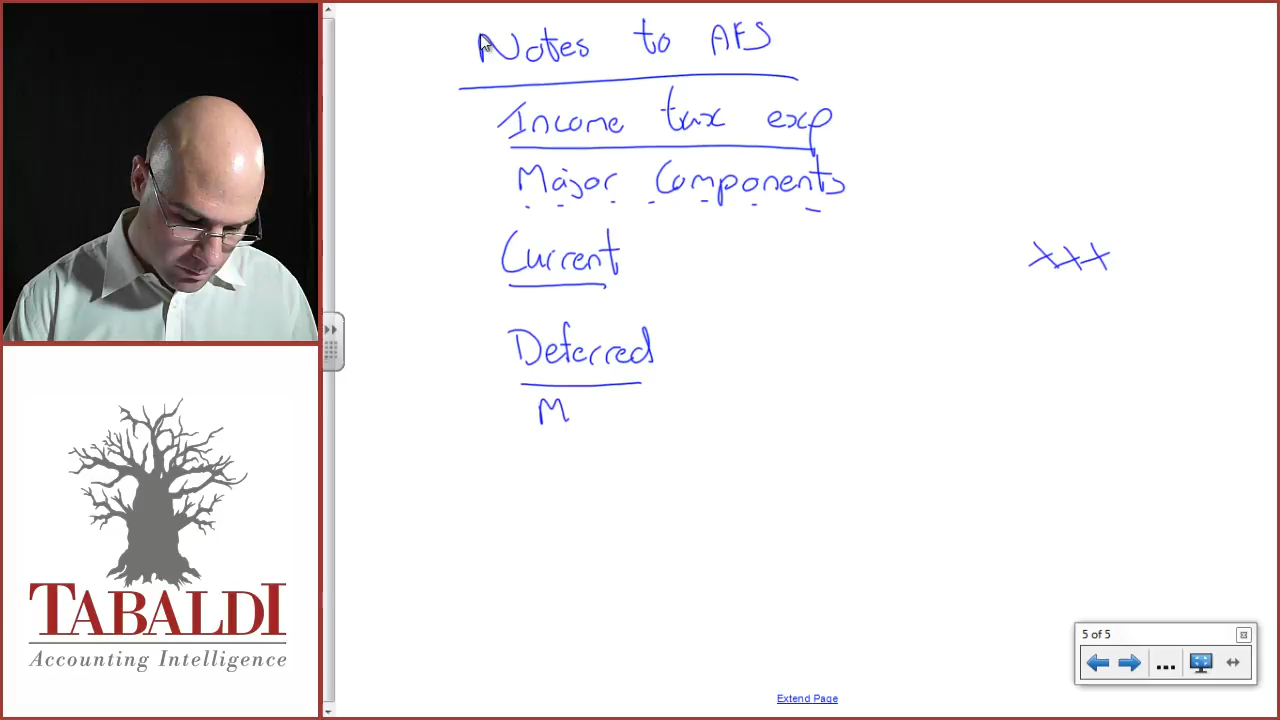 Notes to AFS
Income tax exp
Major Components
Current xxx
Deferred
M
TABALDI
Accounting Intelligence
5 of 5
...
Extend Page